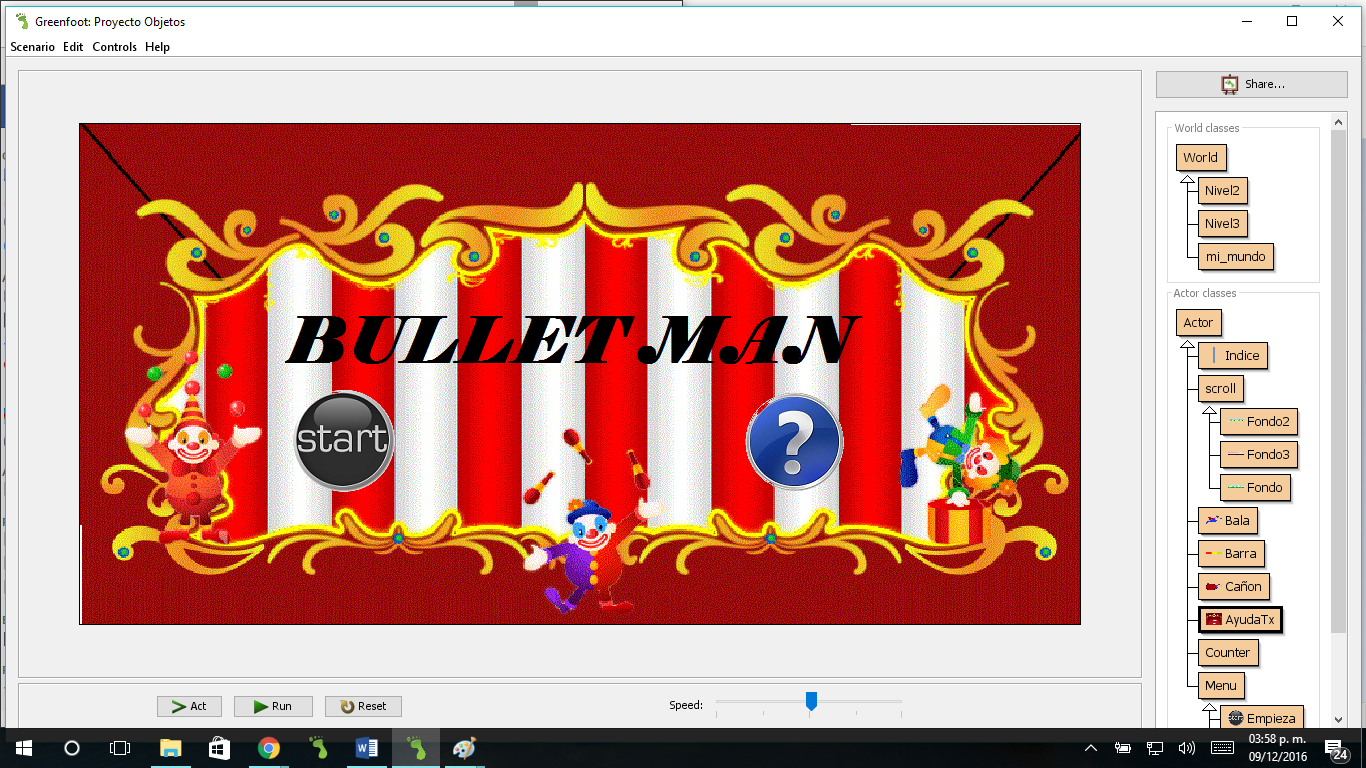 Greenfoot: Proyecto Objetos
Scenario Edit Controls Help
Share...
World classes
World
Nivel2
Nivel3
mi_mundo
Actor classes
Actor
Indice
scroll
Fondo2
Fondo3
Fondo
Bala
Barra
Cañon
AyudaTx
Counter
Menu
Empieza
BULLET MAN
start
?
Act
Run
Reset
Speed:
03:58 p. m.
09/12/2016
24